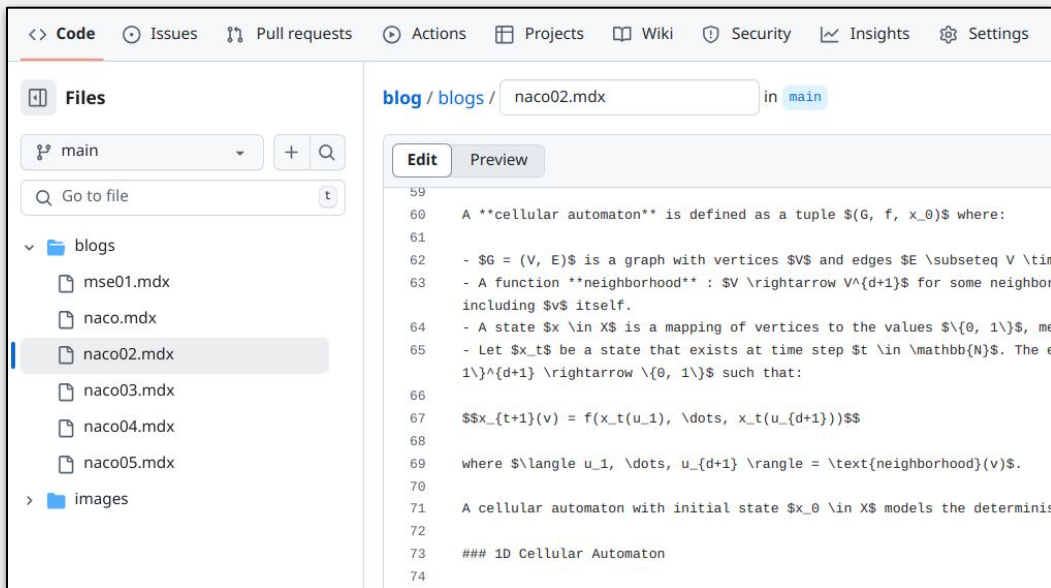 Code Issues Pull requests Actions Projects Wiki Security Insights Settings
Files
main
Go to file t
blogs
mse01.mdx
naco.mdx
naco02.mdx
naco03.mdx
naco04.mdx
naco05.mdx
images
blog / blogs / naco02.mdx in main
Edit Preview
59
60 A **cellular automaton** is defined as a tuple $(G, f, x_0)$ where:
61
62 - $G = (V, E)$ is a graph with vertices $V$ and edges $E \subseteq V \tim
63 - A function **neighborhood** : $V \rightarrow V^{d+1}$ for some neighbor
including $v$ itself.
64 - A state $x \in X$ is a mapping of vertices to the values $\{0, 1\}$, me
65 - Let $x_t$ be a state that exists at time step $t \in \mathbb{N}$. The e
1\}^{d+1} \rightarrow \{0, 1\}$ such that:
66
67 $$x_{t+1}(v) = f(x_t(u_1), \dots, x_t(u_{d+1}))$$
68
69 where $\langle u_1, \dots, u_{d+1} \rangle = \text{neighborhood}(v)$.
70
71 A cellular automaton with initial state $x_0 \in X$ models the determinis
72
73 ### 1D Cellular Automaton
74